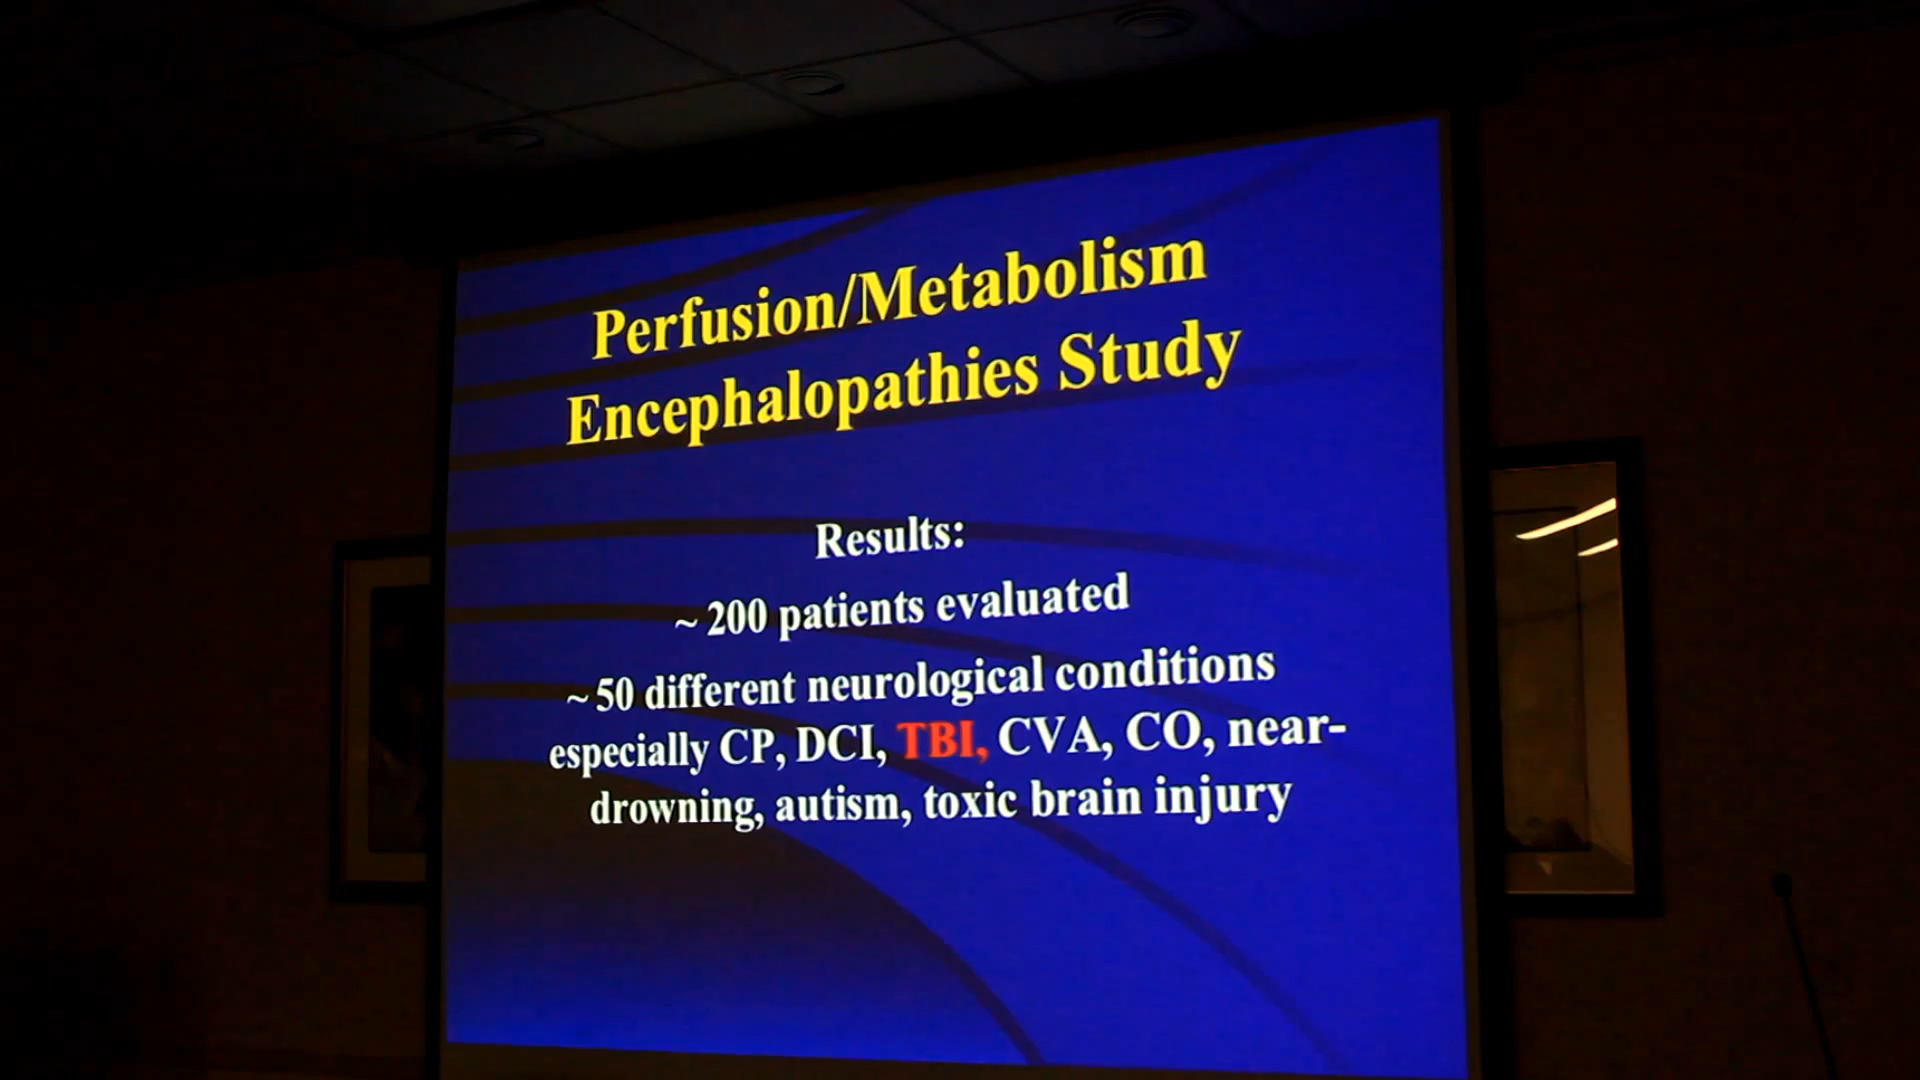 Perfusion/Metabolism
Encephalopathies Study
Results:
~ 200 patients evaluated
~ 50 different neurological conditions
especially CP, DCI, TBI, CVA, CO, near-
drowning, autism, toxic brain injury